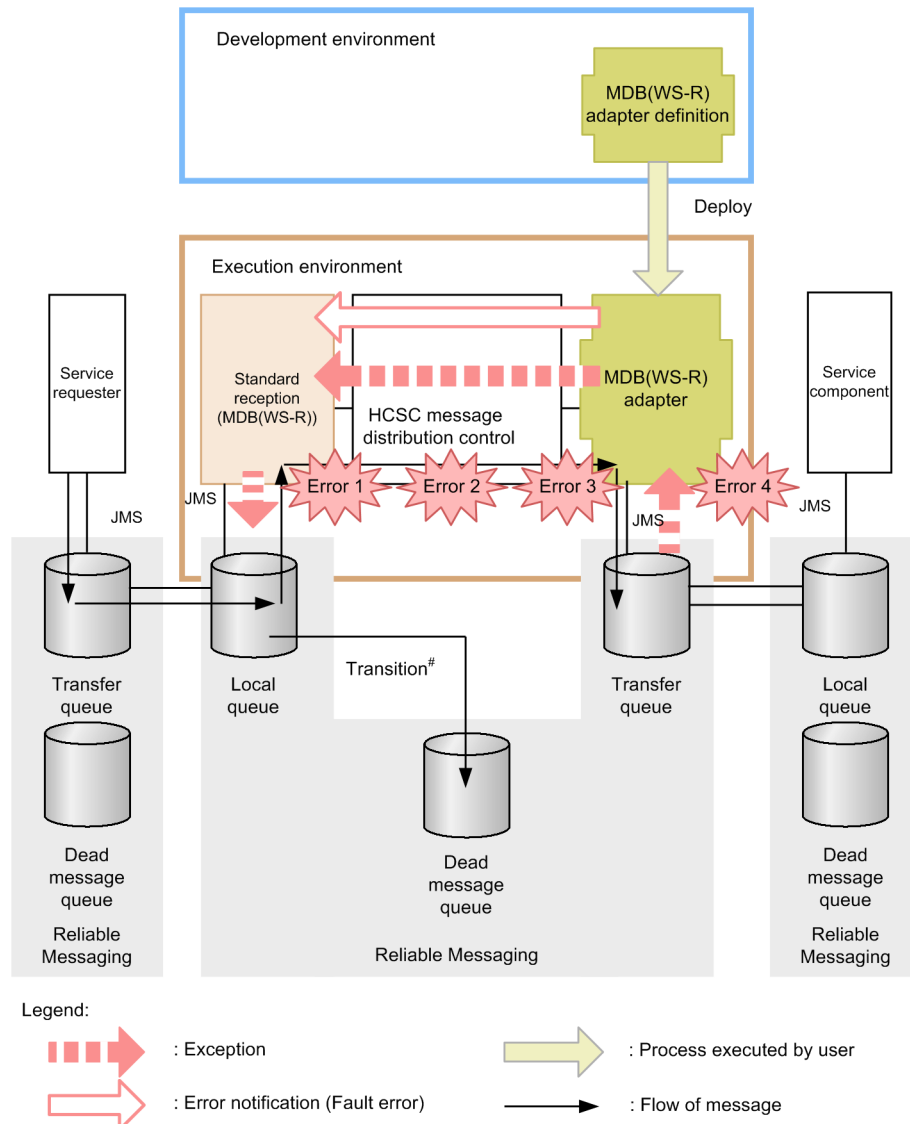 Development environment
MDB(WS-R)
adapter definition
Deploy
Execution environment
Service
requester
Standard
reception
(MDB(WS-R))
HCSC message
distribution control
MDB(WS-R)
adapter
Service
component
Error 1
Error 2
Error 3
Error 4
JMS
JMS
JMS
JMS
Transfer
queue
Local
queue
Transition#
Transfer
queue
Local
queue
Dead
message
queue
Dead
message
queue
Dead
message
queue
Reliable
Messaging
Reliable Messaging
Reliable
Messaging
Legend:
: Exception
: Process executed by user
: Error notification (Fault error)
: Flow of message